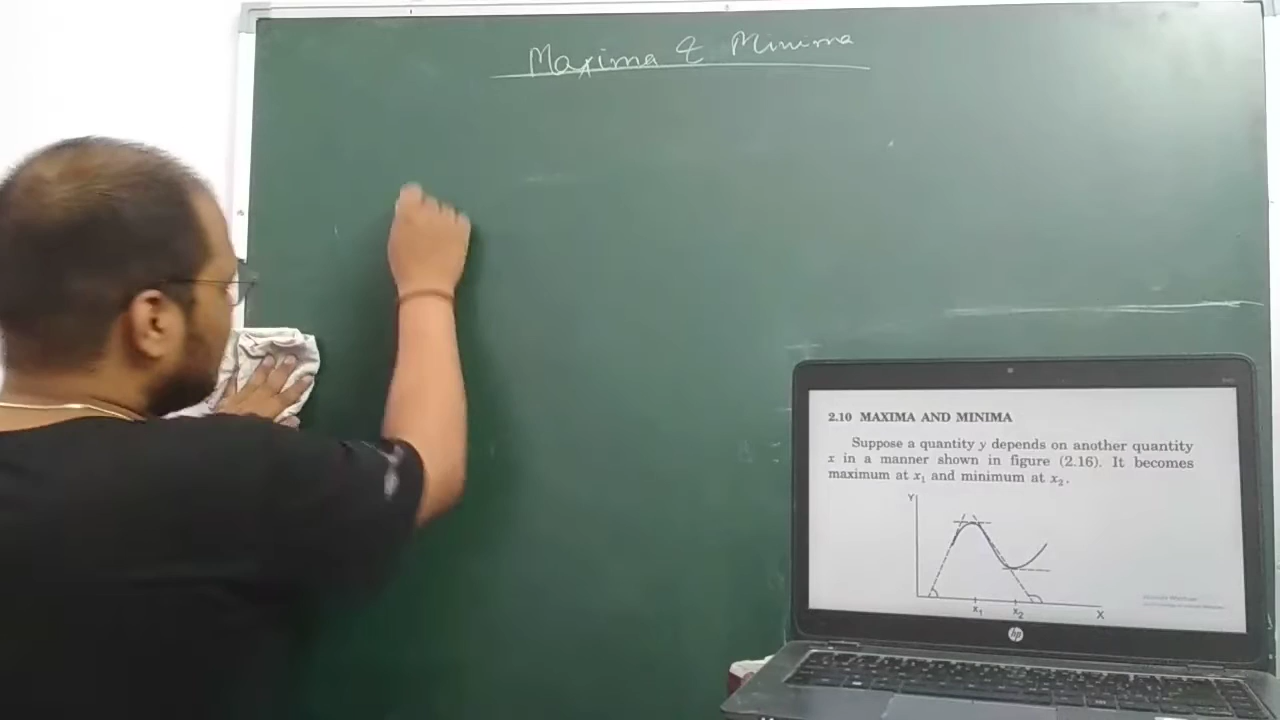 Maxima & Minima
2.10 MAXIMA AND MINIMA
Suppose a quantity y depends on another quantity
x in a manner shown in figure (2.16). It becomes
maximum at x₁ and minimum at x₂.
Y
x₁ x₂ X
hp